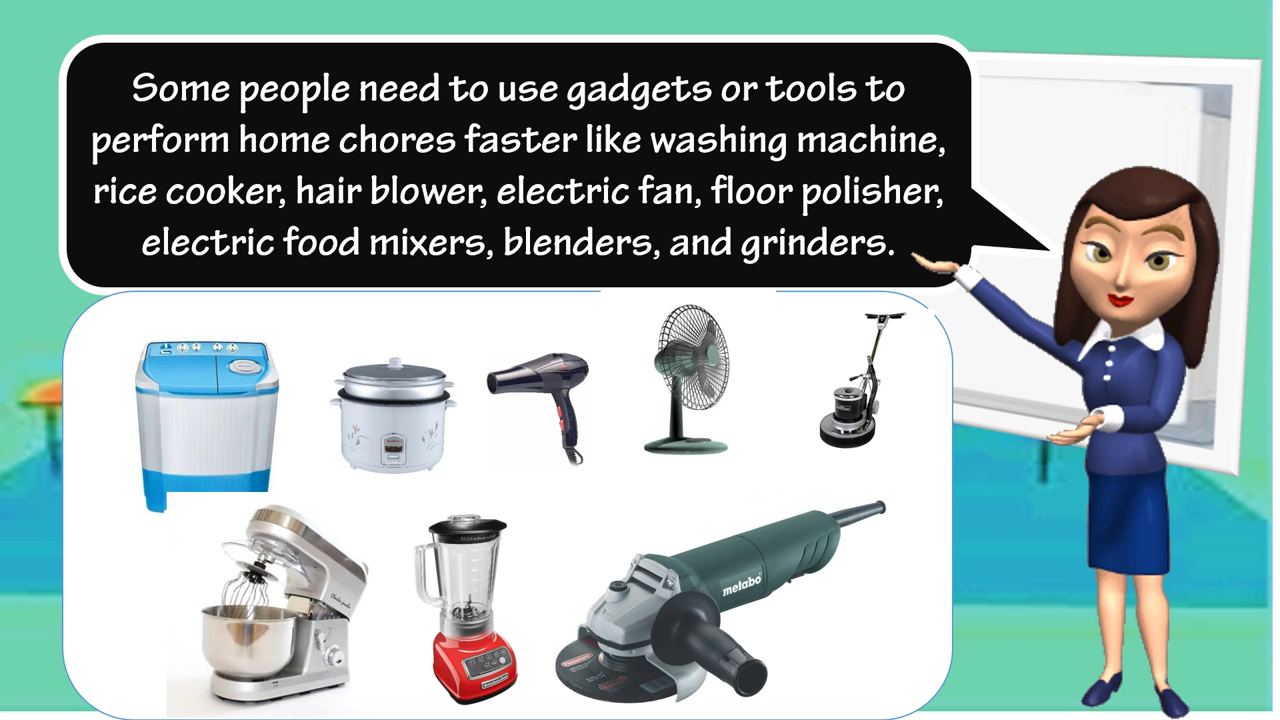 Some people need to use gadgets or tools to
perform home chores faster like washing machine,
rice cooker, hair blower, electric fan, floor polisher,
electric food mixers, blenders, and grinders.
metabo